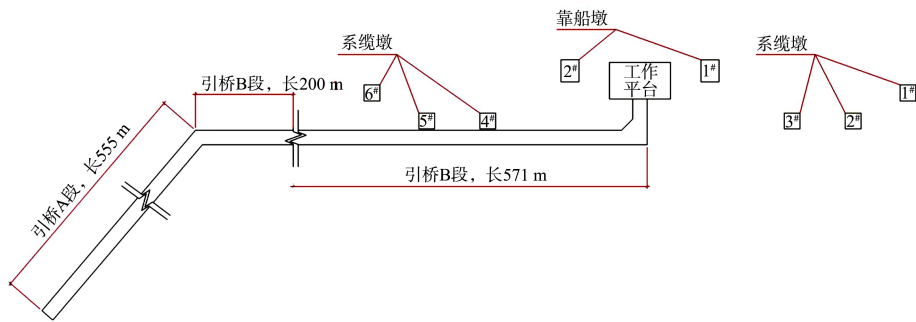 靠船墩
系缆墩
系缆墩
2#
工作
平台
1#
引桥B段，长200 m
6#
1#
5#
4#
3#
2#
引桥A段，长555 m
引桥B段，长571 m